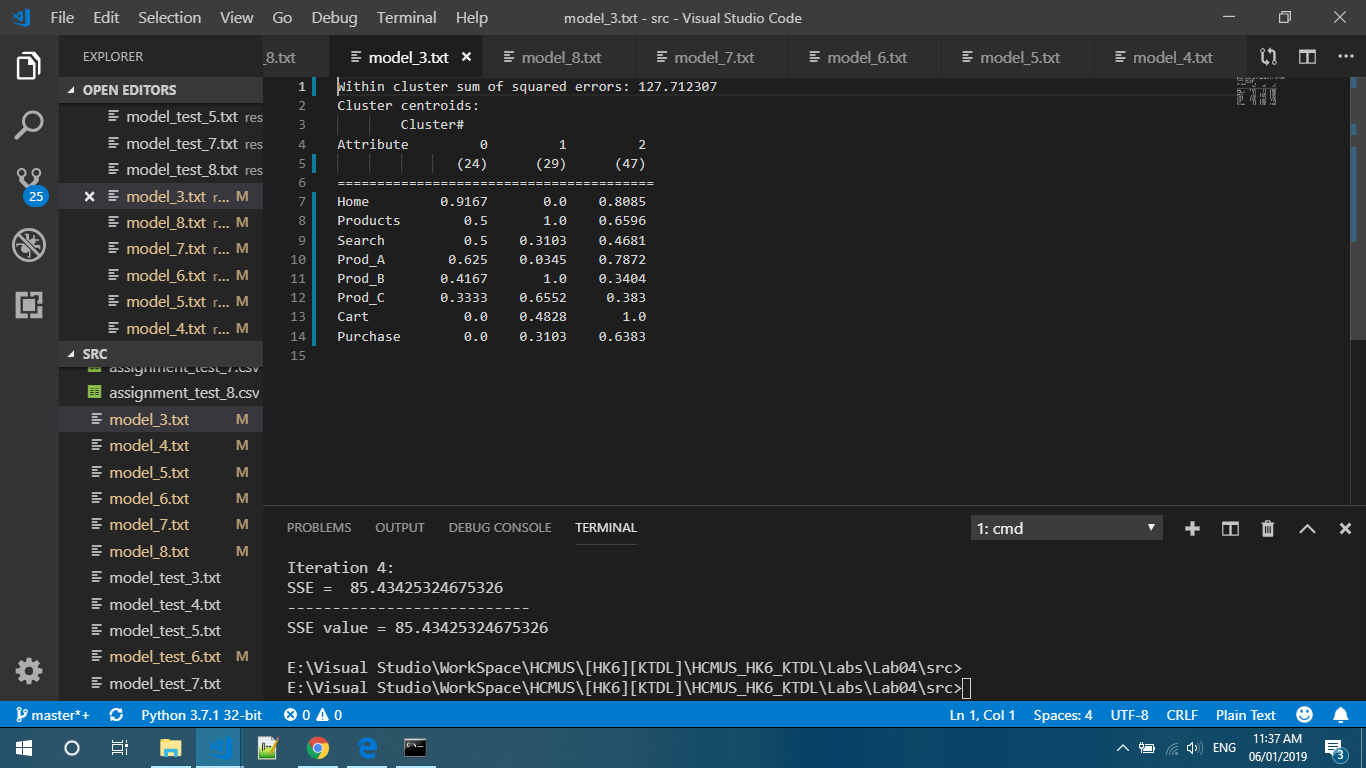 File Edit Selection View Go Debug Terminal Help model_3.txt - src - Visual Studio Code
EXPLORER
_8.txt model_3.txt model_8.txt model_7.txt model_6.txt model_5.txt model_4.txt
OPEN EDITORS
model_test_5.txt res
model_test_7.txt res
model_test_8.txt res
model_3.txt r... M
model_8.txt r... M
model_7.txt r... M
model_6.txt r... M
model_5.txt r... M
model_4.txt r... M
25
SRC
assignment_test_7.csv
assignment_test_8.csv
model_3.txt M
model_4.txt M
model_5.txt M
model_6.txt M
model_7.txt M
model_8.txt M
model_test_3.txt
model_test_4.txt
model_test_5.txt
model_test_6.txt M
model_test_7.txt
1 Within cluster sum of squared errors: 127.712307
2 Cluster centroids:
3 Cluster#
4 Attribute 0 1 2
5 (24) (29) (47)
6 ========================================
7 Home 0.9167 0.0 0.8085
8 Products 0.5 1.0 0.6596
9 Search 0.5 0.3103 0.4681
10 Prod_A 0.625 0.0345 0.7872
11 Prod_B 0.4167 1.0 0.3404
12 Prod_C 0.3333 0.6552 0.383
13 Cart 0.0 0.4828 1.0
14 Purchase 0.0 0.3103 0.6383
15
PROBLEMS OUTPUT DEBUG CONSOLE TERMINAL 1: cmd
Iteration 4:
SSE =  85.43425324675326
---------------------------
SSE value = 85.43425324675326
E:\Visual Studio\WorkSpace\HCMUS\[HK6][KTDL]\HCMUS_HK6_KTDL\Labs\Lab04\src>
E:\Visual Studio\WorkSpace\HCMUS\[HK6][KTDL]\HCMUS_HK6_KTDL\Labs\Lab04\src>
master*+ Python 3.7.1 32-bit 0 0 Ln 1, Col 1 Spaces: 4 UTF-8 CRLF Plain Text
ENG 11:37 AM
06/01/2019 3